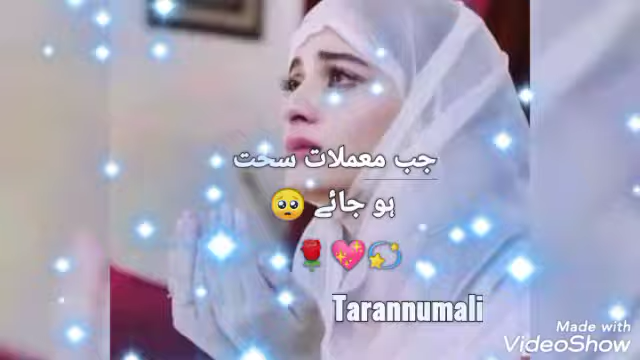 جب معملات سخت
ہو جائے 🥺
🌹💖💫
Tarannumali
Made with
VideoShow